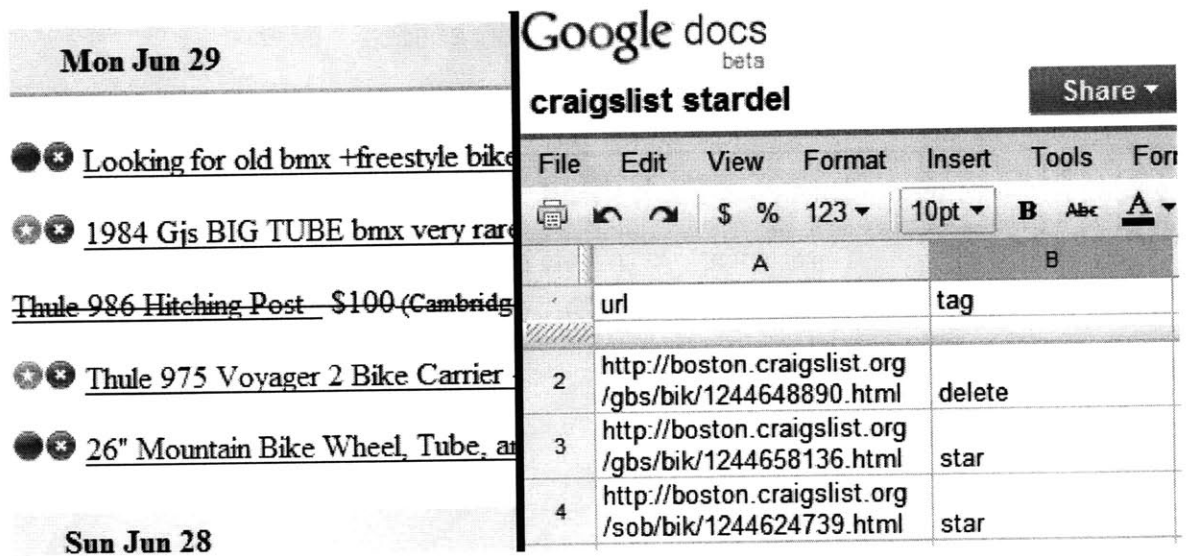 Mon Jun 29
Looking for old bmx +freestyle bike
1984 Gjs BIG TUBE bmx very rare
Thule 986 Hitching Post $100 (Cambridg
Thule 975 Voyager 2 Bike Carrier -
26" Mountain Bike Wheel, Tube, an
Sun Jun 28
Google docs
beta
craigslist stardel
Share
File Edit View Format Insert Tools Forr
$ % 123 10pt B Abc A
A B
url tag
2 http://boston.craigslist.org
/gbs/bik/1244648890.html delete
3 http://boston.craigslist.org
/gbs/bik/1244658136.html star
4 http://boston.craigslist.org
/sob/bik/1244624739.html star